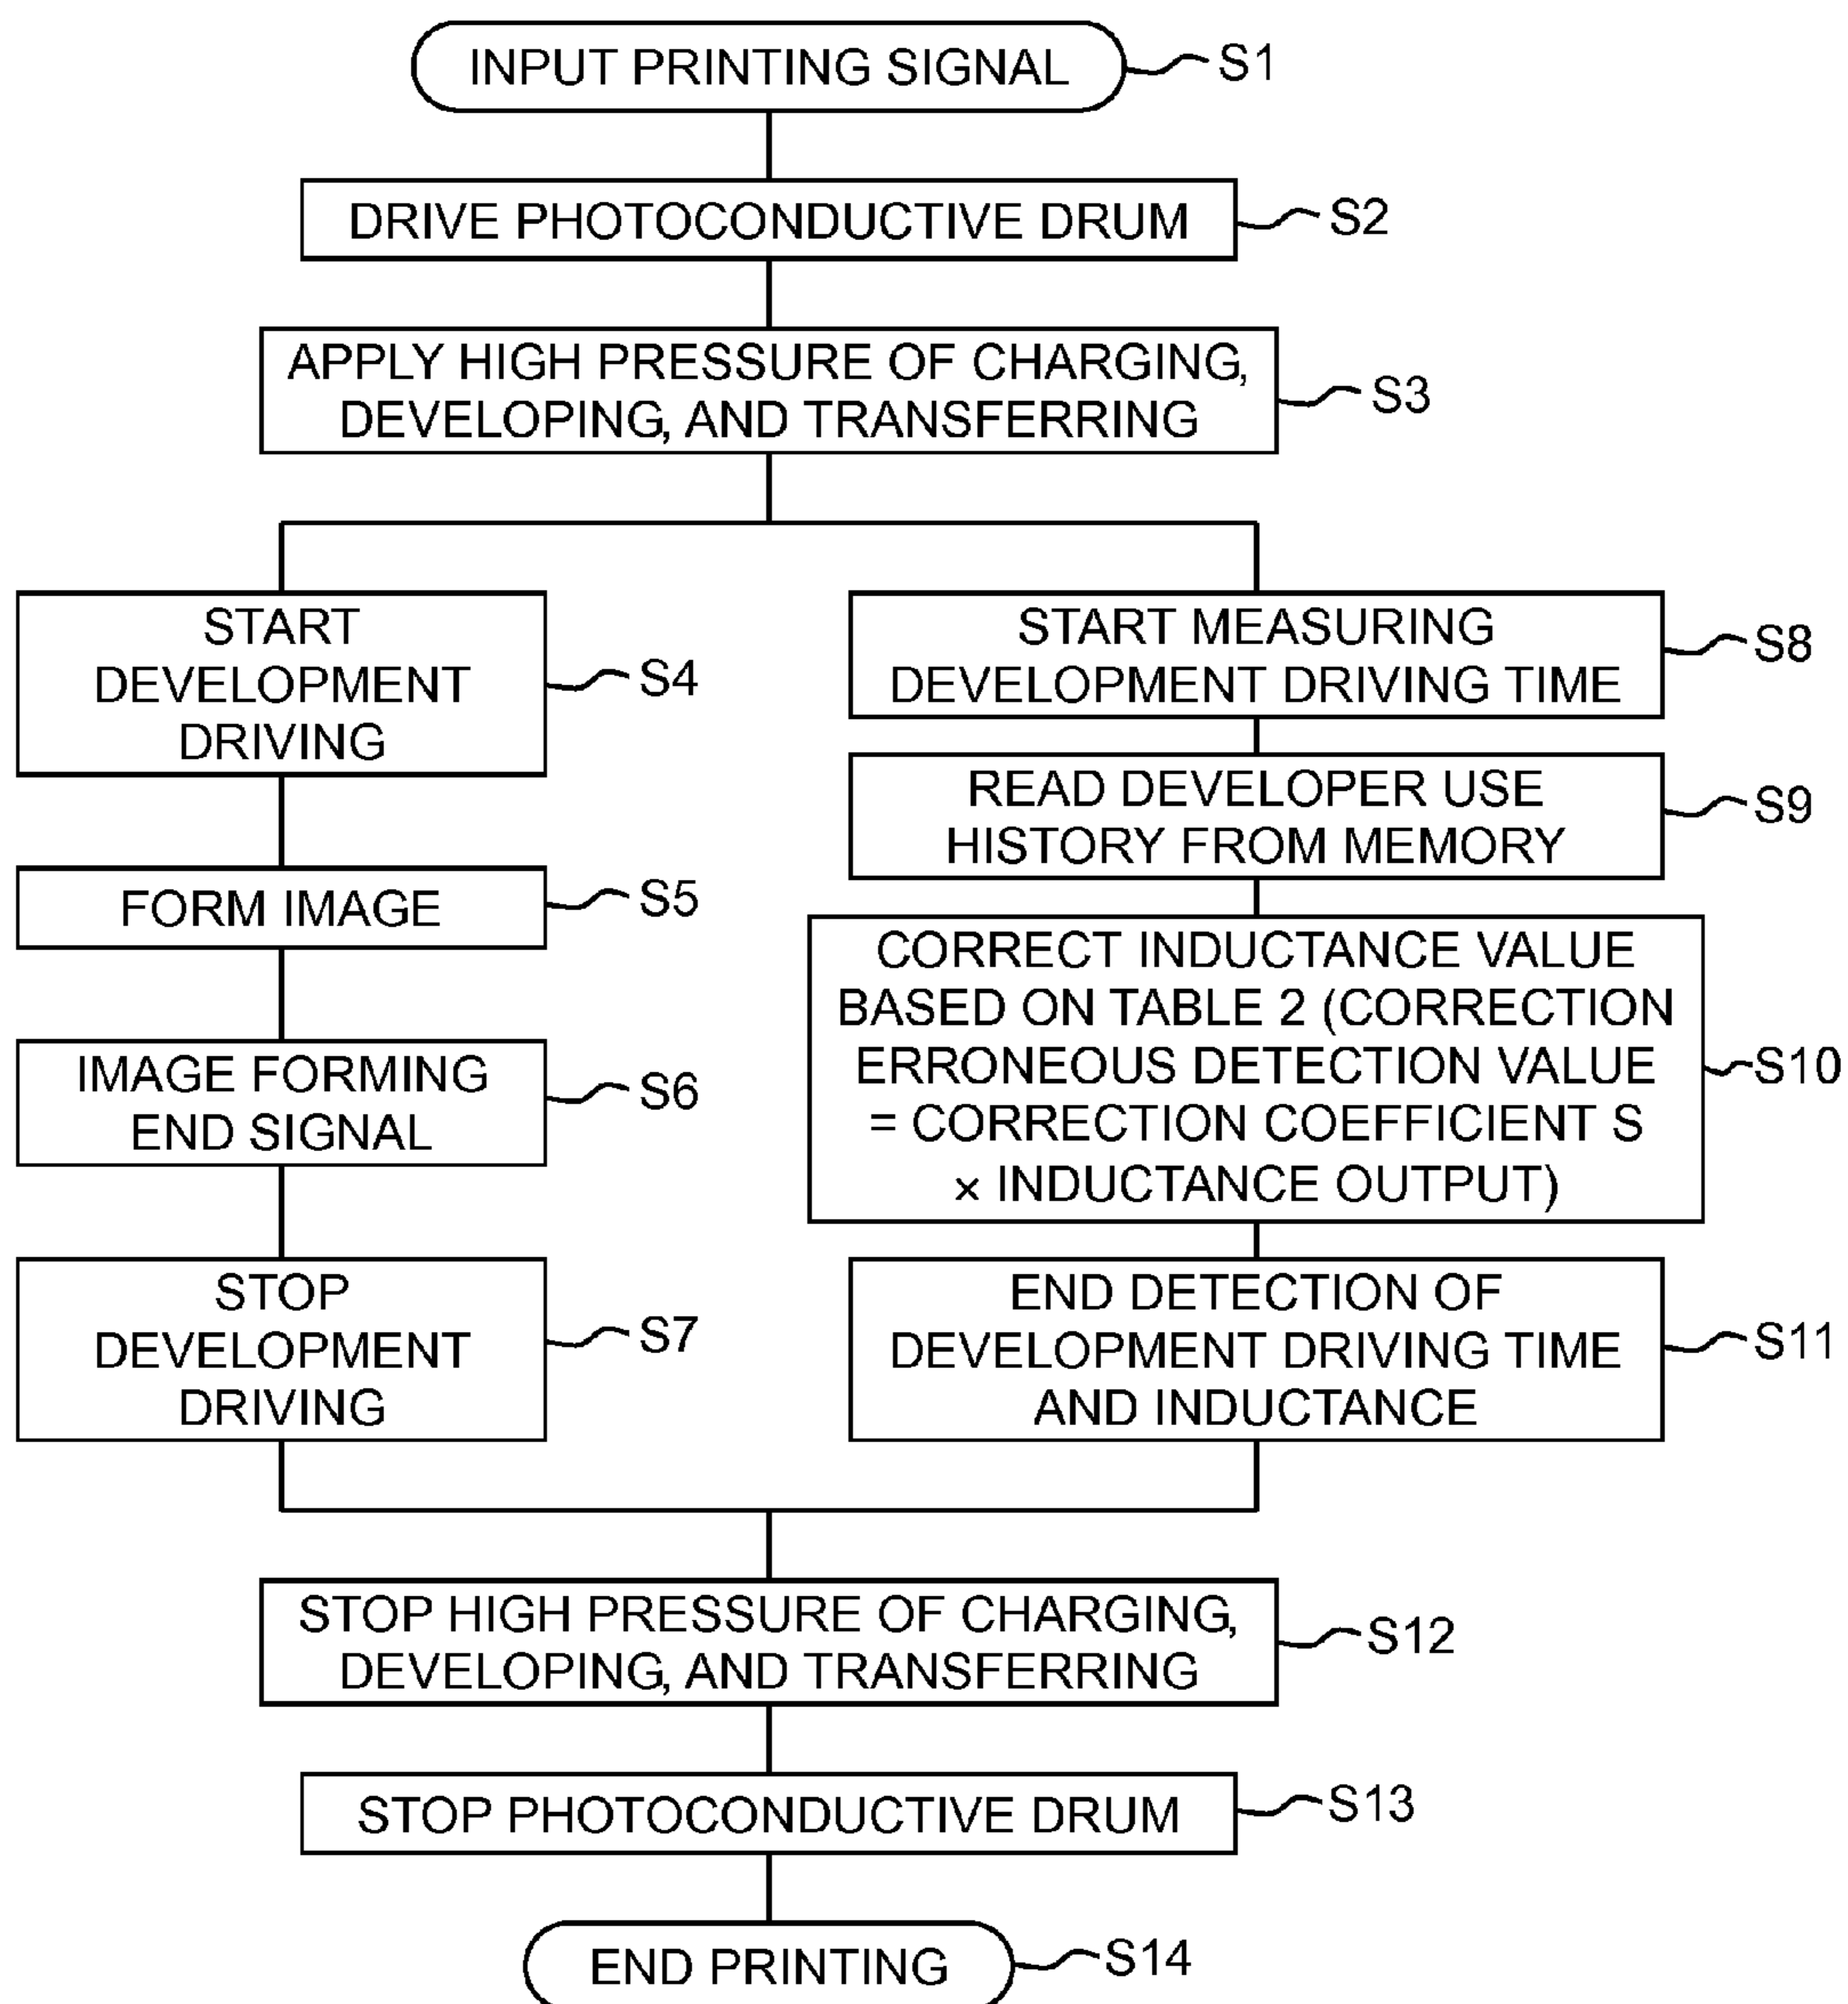 INPUT PRINTING SIGNAL
S1
DRIVE PHOTOCONDUCTIVE DRUM
S2
APPLY HIGH PRESSURE OF CHARGING,
DEVELOPING, AND TRANSFERRING
S3
START
DEVELOPMENT
DRIVING
S4
FORM IMAGE
S5
IMAGE FORMING
END SIGNAL
S6
STOP
DEVELOPMENT
DRIVING
S7
START MEASURING
DEVELOPMENT DRIVING TIME
S8
READ DEVELOPER USE
HISTORY FROM MEMORY
S9
CORRECT INDUCTANCE VALUE
BASED ON TABLE 2 (CORRECTION
ERRONEOUS DETECTION VALUE
= CORRECTION COEFFICIENT S
× INDUCTANCE OUTPUT)
S10
END DETECTION OF
DEVELOPMENT DRIVING TIME
AND INDUCTANCE
S11
STOP HIGH PRESSURE OF CHARGING,
DEVELOPING, AND TRANSFERRING
S12
STOP PHOTOCONDUCTIVE DRUM
S13
END PRINTING
S14